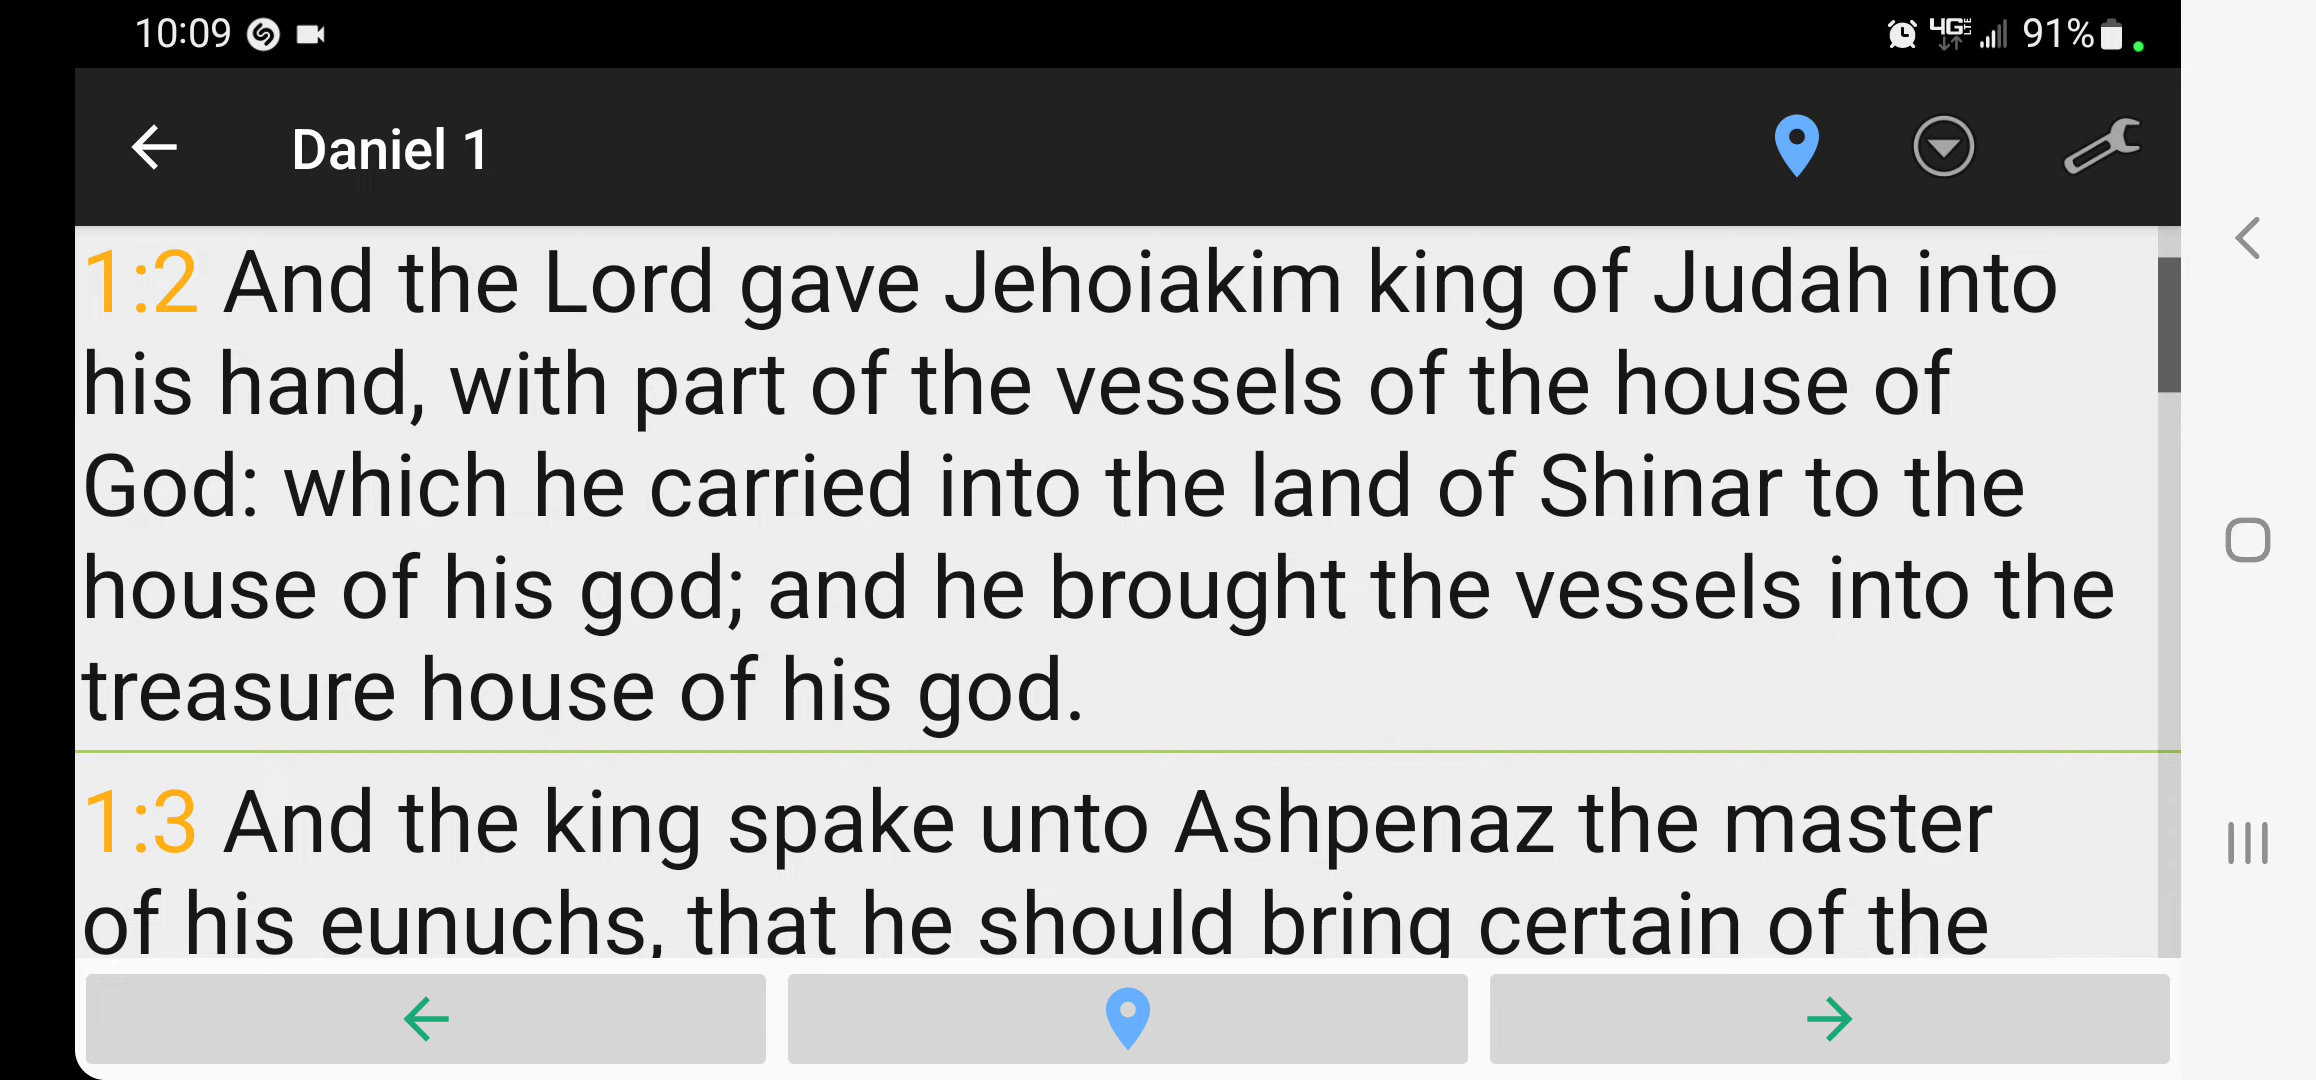 10:09
4G LTE 91%
Daniel 1
1:2 And the Lord gave Jehoiakim king of Judah into
his hand, with part of the vessels of the house of
God: which he carried into the land of Shinar to the
house of his god; and he brought the vessels into the
treasure house of his god.
1:3 And the king spake unto Ashpenaz the master
of his eunuchs, that he should bring certain of the